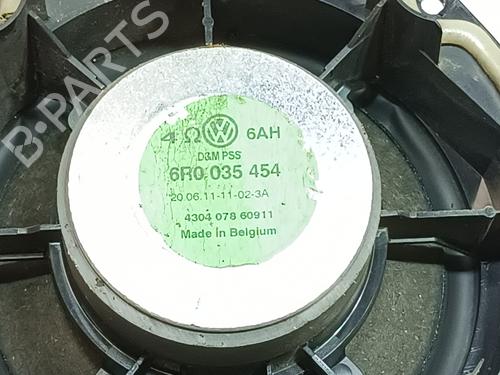 B-PARTS
4 Ω VW 6AH
D&M PSS
6R0 035 454
20.06.11-11-02-3A
4304 078 60911
Made in Belgium